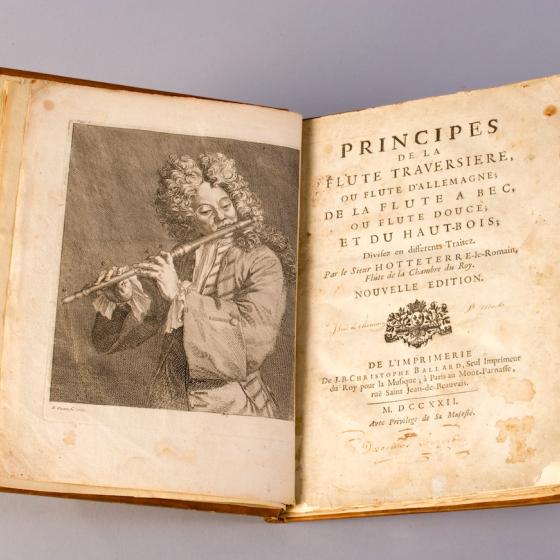 PRINCIPES
DE LA
FLUTE TRAVERSIERE,
OU FLUTE D'ALLEMAGNE;
DE LA FLUTE A BEC,
OU FLUTE DOUCE;
ET DU HAUT-BOIS;
Divisez en differents Traitez.
Par le Sieur HOTTETERRE-le-Romain,
Flûte de la Chambre du Roy.
NOUVELLE EDITION.
DE L'IMPRIMERIE
De J-B-CHRISTOPHE BALLARD, Seul Imprimeur
du Roy pour la Musique, à Paris au Mont-Parnasse,
ruë Saint Jean-de-Beauvais.
M. DCCXXII.
Avec Privilege de Sa Majesté.